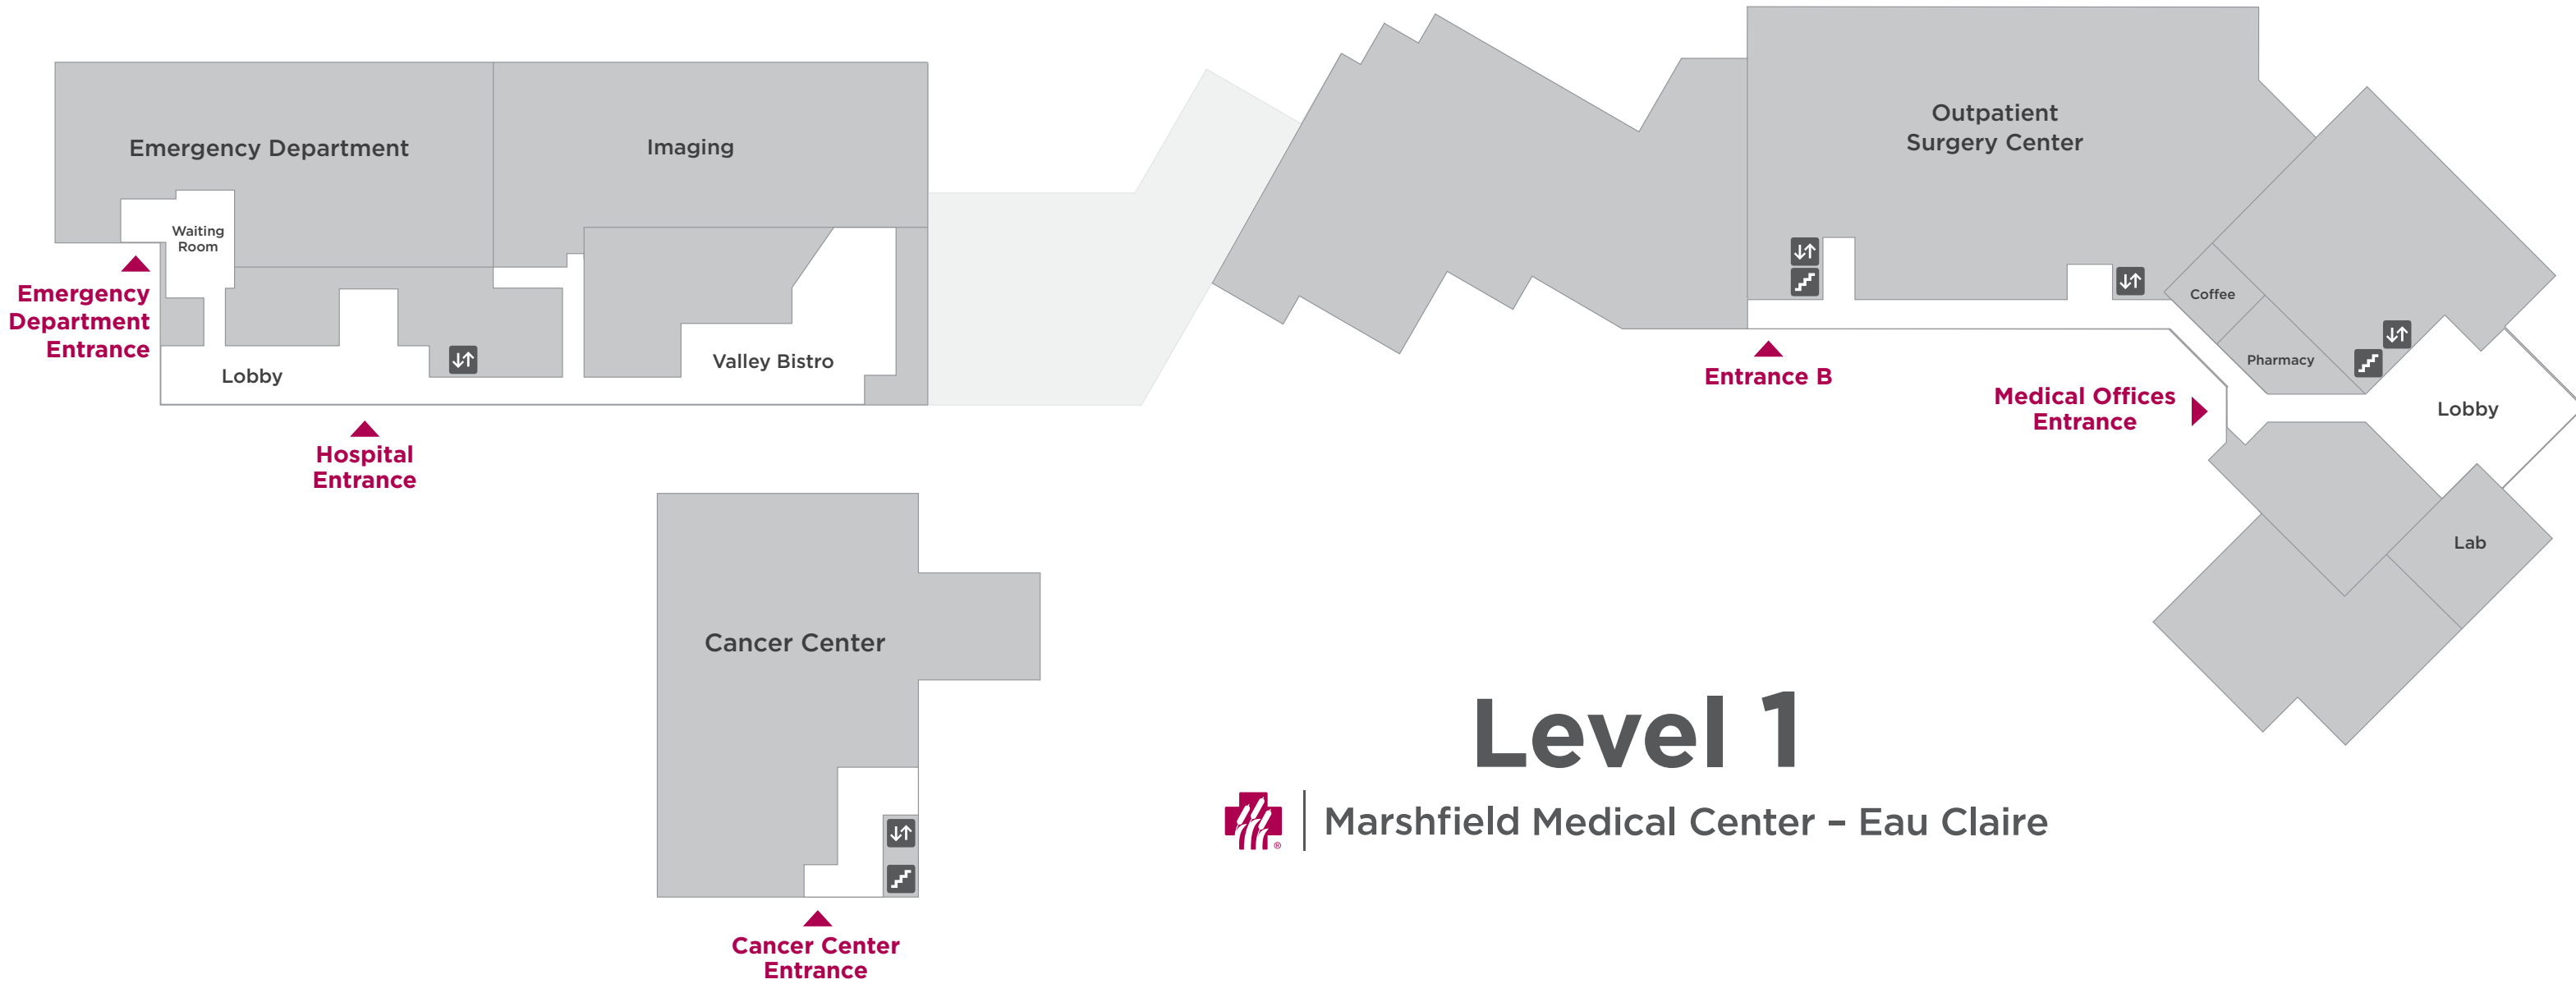 Emergency Department
Imaging
Waiting
Room
Emergency
Department
Entrance
Lobby
Valley Bistro
Hospital
Entrance
Outpatient
Surgery Center
Coffee
Pharmacy
Entrance B
Medical Offices
Entrance
Lobby
Lab
Cancer Center
Cancer Center
Entrance
Level 1
®
Marshfield Medical Center – Eau Claire